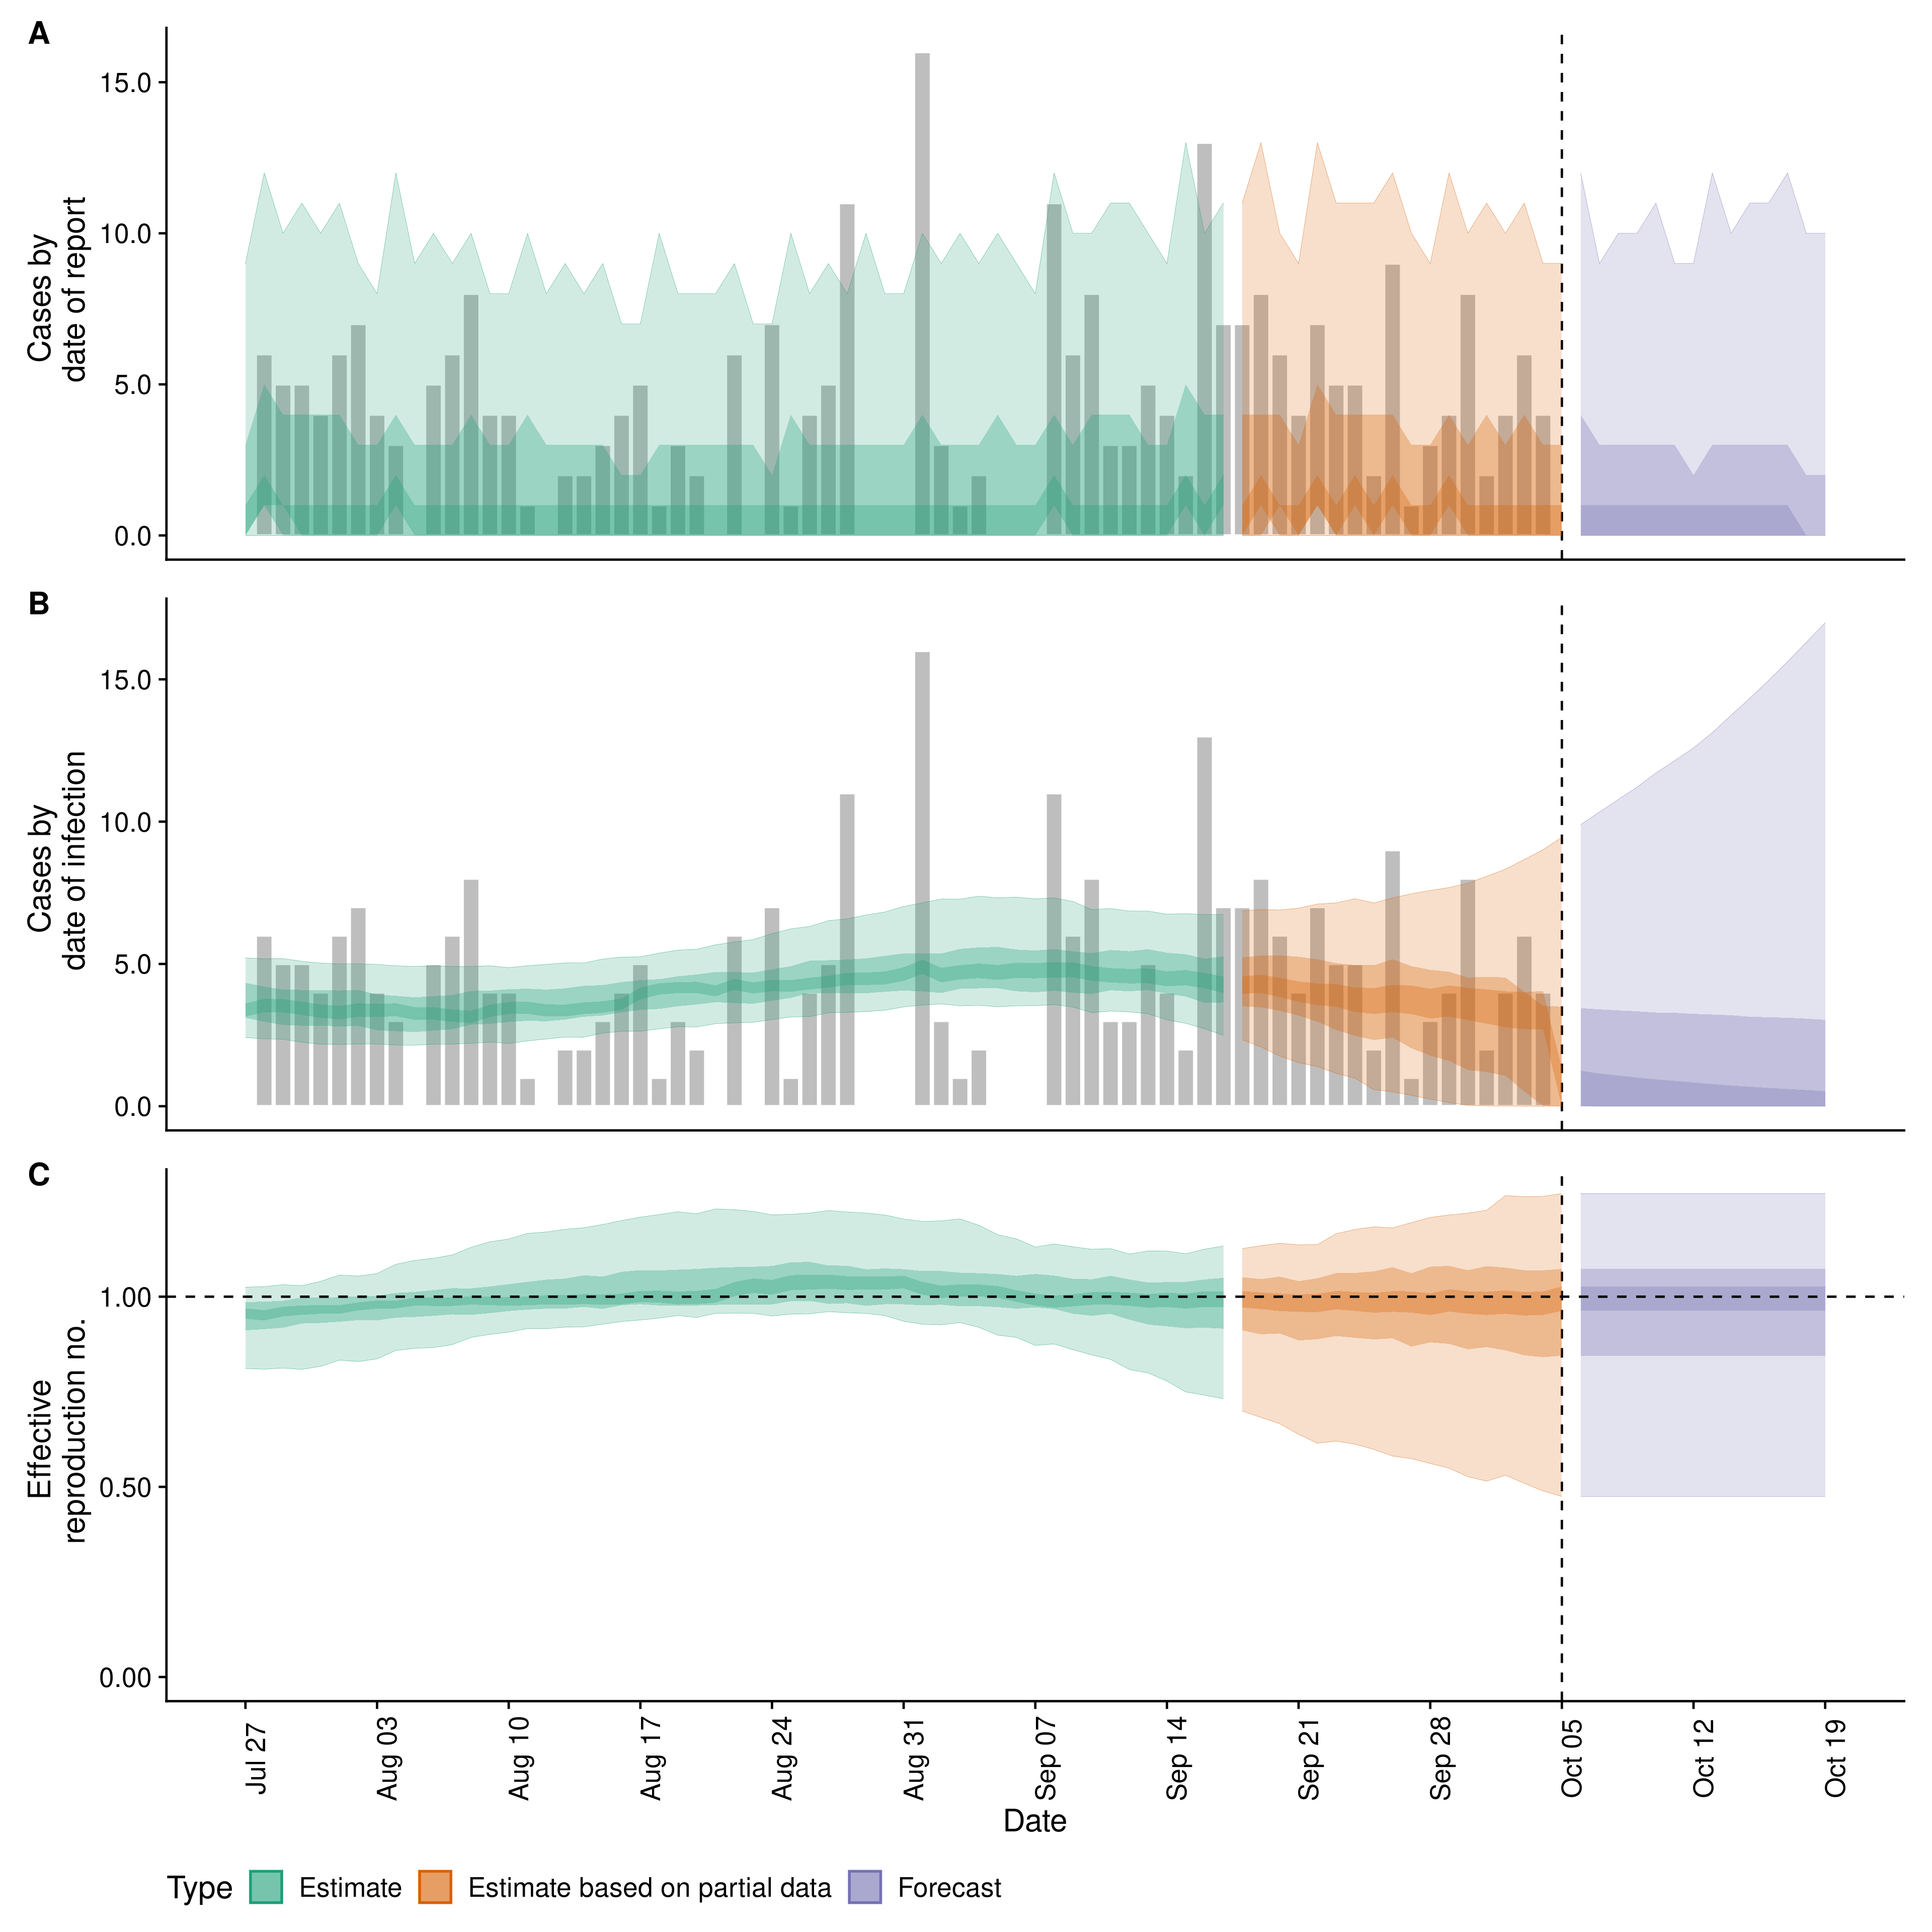 A
Cases by
date of report
15.0
10.0
5.0
0.0
B
Cases by
date of infection
15.0
10.0
5.0
0.0
C
Effective
reproduction no.
1.00
0.50
0.00
Jul 27
Aug 03
Aug 10
Aug 17
Aug 24
Aug 31
Sep 07
Sep 14
Sep 21
Sep 28
Oct 05
Oct 12
Oct 19
Date
Type Estimate Estimate based on partial data Forecast